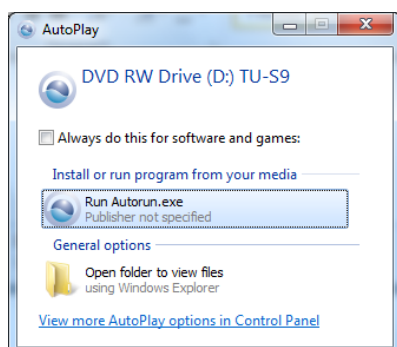 AutoPlay
DVD RW Drive (D:) TU-S9
Always do this for software and games:
Install or run program from your media
Run Autorun.exe
Publisher not specified
General options
Open folder to view files
using Windows Explorer
View more AutoPlay options in Control Panel